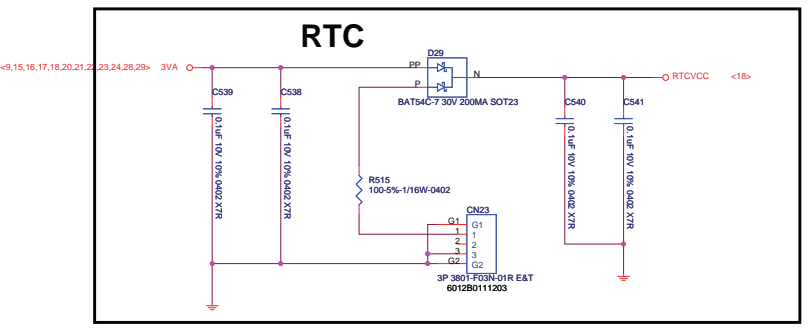 RTC
<9,15,16,17,18,20,21,22,23,24,28,29> 3VA
D29
PP
P
N
BAT54C-7 30V 200MA SOT23
RTCVCC <18>
C539
0.1uF 10V 10% 0402 X7R
C538
0.1uF 10V 10% 0402 X7R
C540
0.1uF 10V 10% 0402 X7R
C541
0.1uF 10V 10% 0402 X7R
R515
100-5%-1/16W-0402
CN23
G1 G1
1 1
2 2
3 3
G2 G2
3P 3801-F03N-01R E&T
6012B0111203